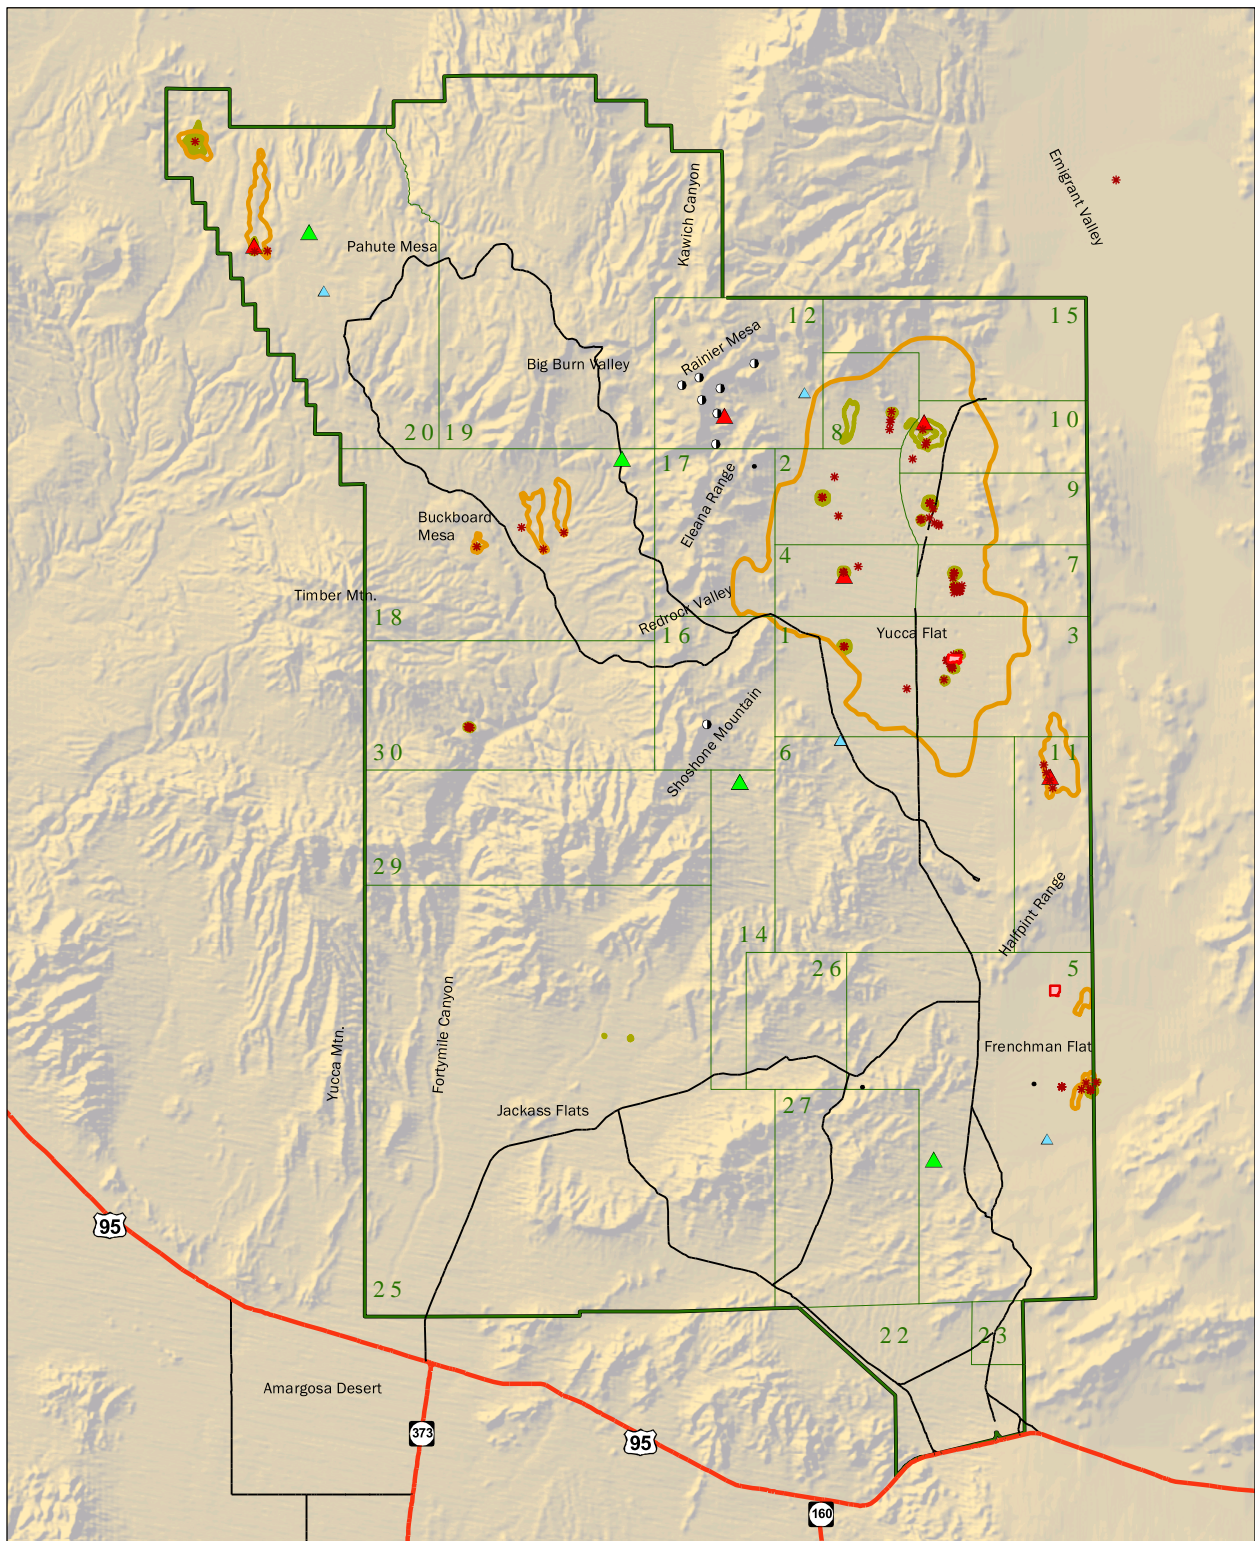 Emigrant Valley
Kawich Canyon
Pahute Mesa
12
15
Rainier Mesa
Big Burn Valley
10
20
19
8
17
2
9
Eleana Range
Buckboard
Mesa
4
7
Timber Mtn.
Redrock Valley
18
16
1
Yucca Flat
3
Shoshone Mountain
30
6
11
29
Halfpint Range
14
26
5
Fortymile Canyon
Yucca Mtn.
Frenchman Flat
Jackass Flats
27
95
25
22
23
Amargosa Desert
373
95
160